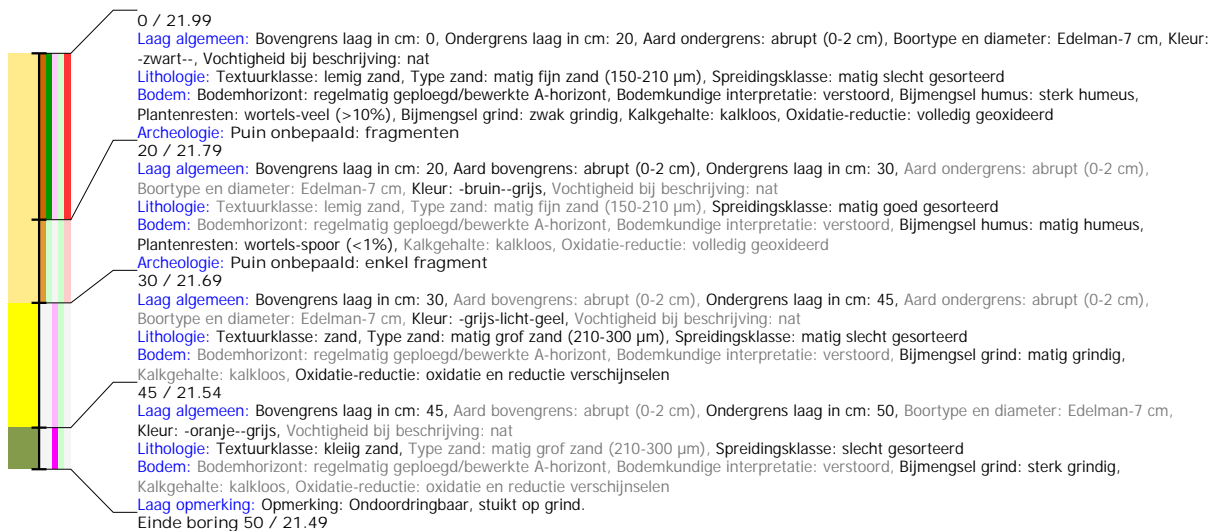 0 / 21.99
Laag algemeen: Bovengrens laag in cm: 0, Ondergrens laag in cm: 20, Aard ondergrens: abrupt (0-2 cm), Boortype en diameter: Edelman-7 cm, Kleur:
-zwart--, Vochtigheid bij beschrijving: nat
Lithologie: Textuurklasse: lemig zand, Type zand: matig fijn zand (150-210 µm), Spreidingsklasse: matig slecht gesorteerd
Bodem: Bodemhorizont: regelmatig geploegd/bewerkte A-horizont, Bodemkundige interpretatie: verstoord, Bijmengsel humus: sterk humeus,
Plantenresten: wortels-veel (>10%), Bijmengsel grind: zwak grindig, Kalkgehalte: kalkloos, Oxidatie-reductie: volledig geoxideerd
Archeologie: Puin onbepaald: fragmenten
20 / 21.79
Laag algemeen: Bovengrens laag in cm: 20, Aard bovengrens: abrupt (0-2 cm), Ondergrens laag in cm: 30, Aard ondergrens: abrupt (0-2 cm),
Boortype en diameter: Edelman-7 cm, Kleur: -bruin--grijs, Vochtigheid bij beschrijving: nat
Lithologie: Textuurklasse: lemig zand, Type zand: matig fijn zand (150-210 µm), Spreidingsklasse: matig goed gesorteerd
Bodem: Bodemhorizont: regelmatig geploegd/bewerkte A-horizont, Bodemkundige interpretatie: verstoord, Bijmengsel humus: matig humeus,
Plantenresten: wortels-spoor (<1%), Kalkgehalte: kalkloos, Oxidatie-reductie: volledig geoxideerd
Archeologie: Puin onbepaald: enkel fragment
30 / 21.69
Laag algemeen: Bovengrens laag in cm: 30, Aard bovengrens: abrupt (0-2 cm), Ondergrens laag in cm: 45, Aard ondergrens: abrupt (0-2 cm),
Boortype en diameter: Edelman-7 cm, Kleur: -grijs-licht-geel, Vochtigheid bij beschrijving: nat
Lithologie: Textuurklasse: zand, Type zand: matig grof zand (210-300 µm), Spreidingsklasse: matig slecht gesorteerd
Bodem: Bodemhorizont: regelmatig geploegd/bewerkte A-horizont, Bodemkundige interpretatie: verstoord, Bijmengsel grind: matig grindig,
Kalkgehalte: kalkloos, Oxidatie-reductie: oxidatie en reductie verschijnselen
45 / 21.54
Laag algemeen: Bovengrens laag in cm: 45, Aard bovengrens: abrupt (0-2 cm), Ondergrens laag in cm: 50, Boortype en diameter: Edelman-7 cm,
Kleur: -oranje--grijs, Vochtigheid bij beschrijving: nat
Lithologie: Textuurklasse: kleiig zand, Type zand: matig grof zand (210-300 µm), Spreidingsklasse: slecht gesorteerd
Bodem: Bodemhorizont: regelmatig geploegd/bewerkte A-horizont, Bodemkundige interpretatie: verstoord, Bijmengsel grind: sterk grindig,
Kalkgehalte: kalkloos, Oxidatie-reductie: oxidatie en reductie verschijnselen
Laag opmerking: Opmerking: Ondoordringbaar, stuikt op grind.
Einde boring 50 / 21.49